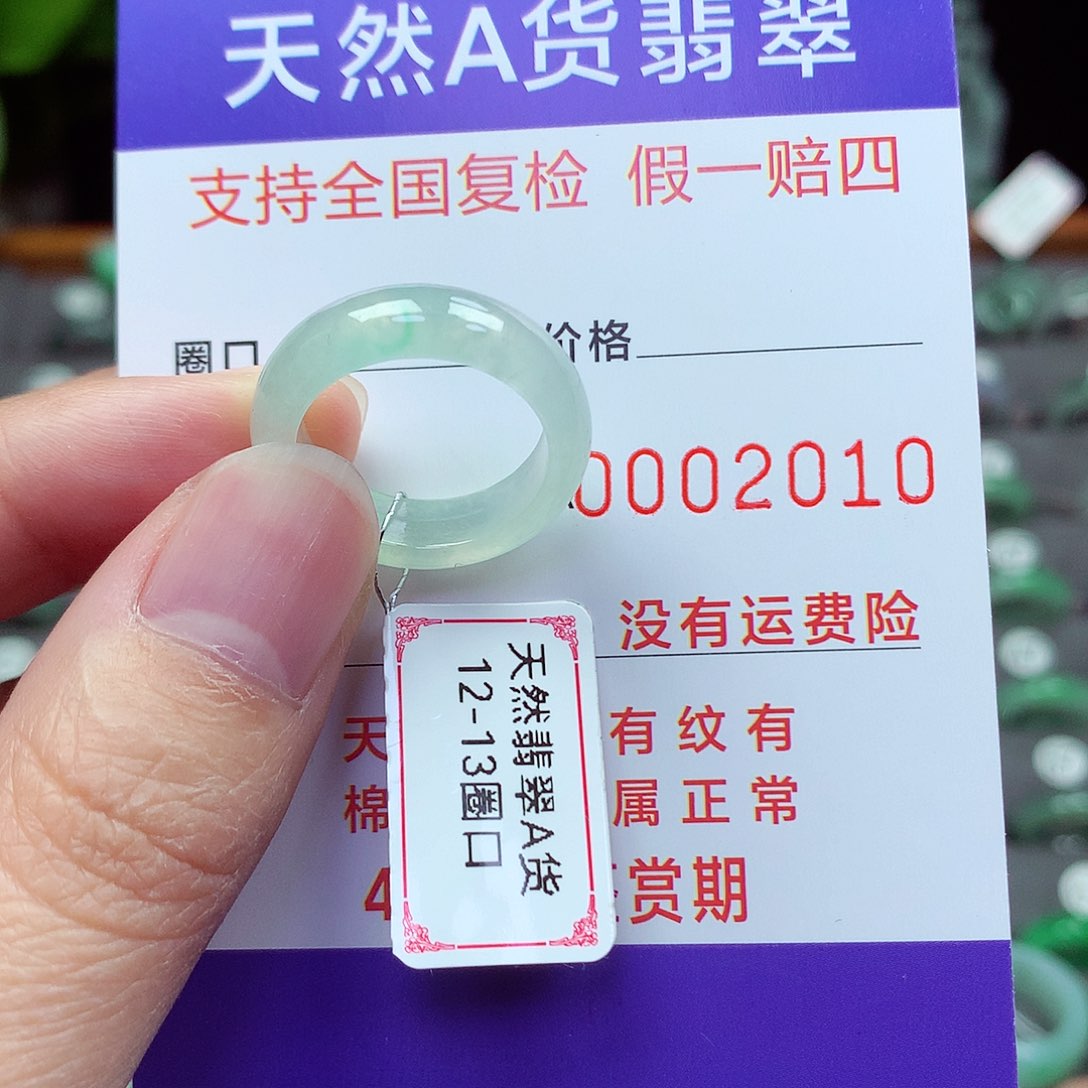 天然A货翡翠
支持全国复检 假一赔四
圈口 价格
0002010
没有运费险
天 有纹有
棉 属正常
4 赏期
天然翡翠A货
12-13圈口